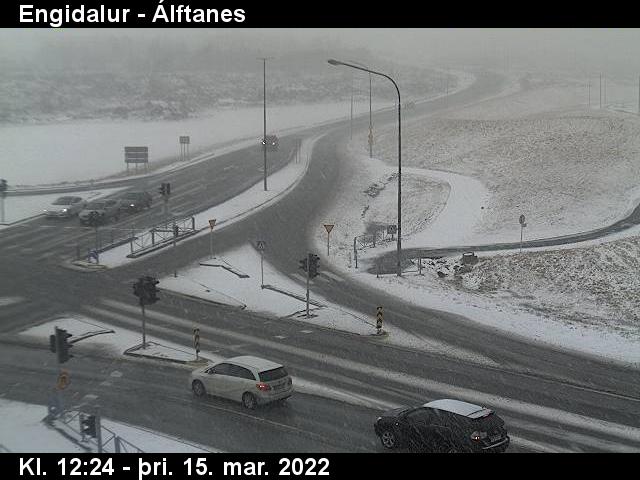 Engidalur - Álftanes
Kl. 12:24 - þri. 15. mar. 2022